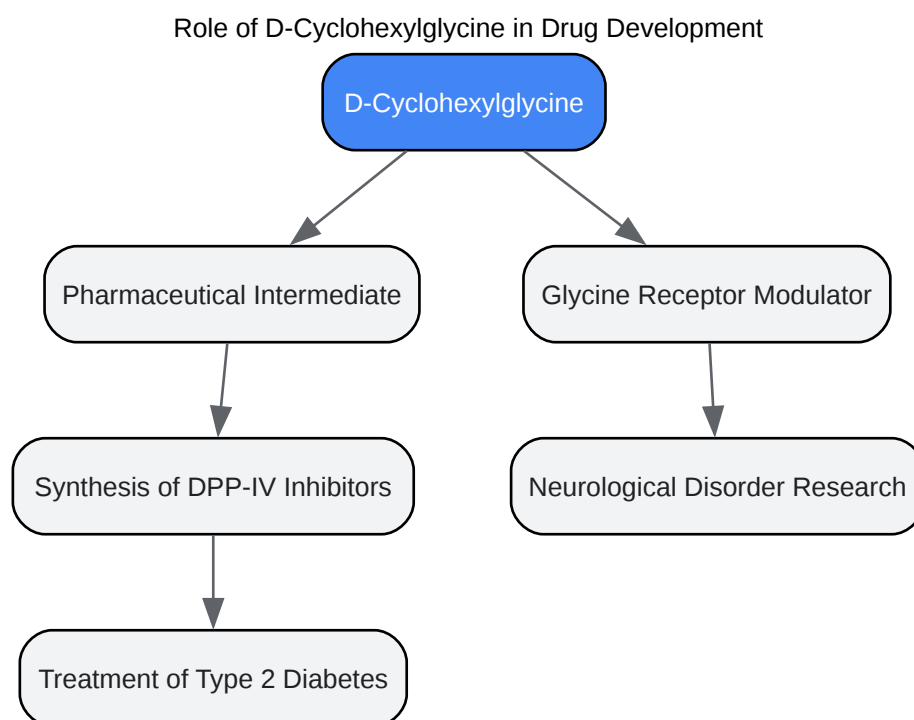 Role of D-Cyclohexylglycine in Drug Development
D-Cyclohexylglycine
Pharmaceutical Intermediate
Glycine Receptor Modulator
Synthesis of DPP-IV Inhibitors
Neurological Disorder Research
Treatment of Type 2 Diabetes